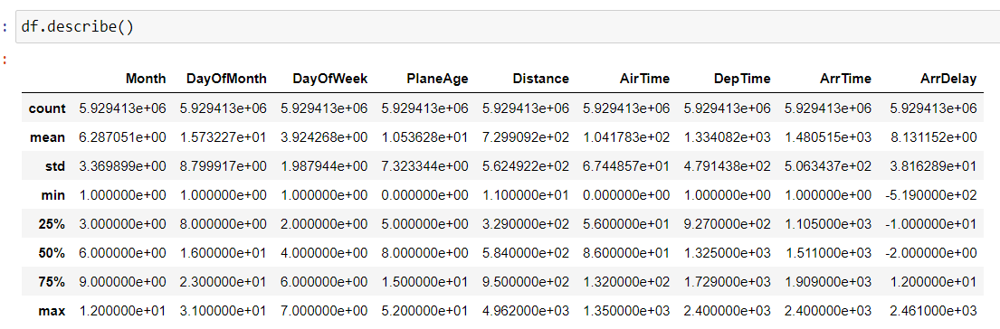 : df.describe()
:
Month DayOfMonth DayOfWeek PlaneAge Distance AirTime DepTime ArrTime ArrDelay
count 5.929413e+06 5.929413e+06 5.929413e+06 5.929413e+06 5.929413e+06 5.929413e+06 5.929413e+06 5.929413e+06 5.929413e+06
mean 6.287051e+00 1.573227e+01 3.924268e+00 1.053628e+01 7.299092e+02 1.041783e+02 1.334082e+03 1.480515e+03 8.131152e+00
std 3.369899e+00 8.799917e+00 1.987944e+00 7.323344e+00 5.624922e+02 6.744857e+01 4.791438e+02 5.063437e+02 3.816289e+01
min 1.000000e+00 1.000000e+00 1.000000e+00 0.000000e+00 1.100000e+01 0.000000e+00 1.000000e+00 1.000000e+00 -5.190000e+02
25% 3.000000e+00 8.000000e+00 2.000000e+00 5.000000e+00 3.290000e+02 5.600000e+01 9.270000e+02 1.105000e+03 -1.000000e+01
50% 6.000000e+00 1.600000e+01 4.000000e+00 8.000000e+00 5.840000e+02 8.600000e+01 1.325000e+03 1.511000e+03 -2.000000e+00
75% 9.000000e+00 2.300000e+01 6.000000e+00 1.500000e+01 9.500000e+02 1.320000e+02 1.729000e+03 1.909000e+03 1.200000e+01
max 1.200000e+01 3.100000e+01 7.000000e+00 5.200000e+01 4.962000e+03 1.350000e+03 2.400000e+03 2.400000e+03 2.461000e+03